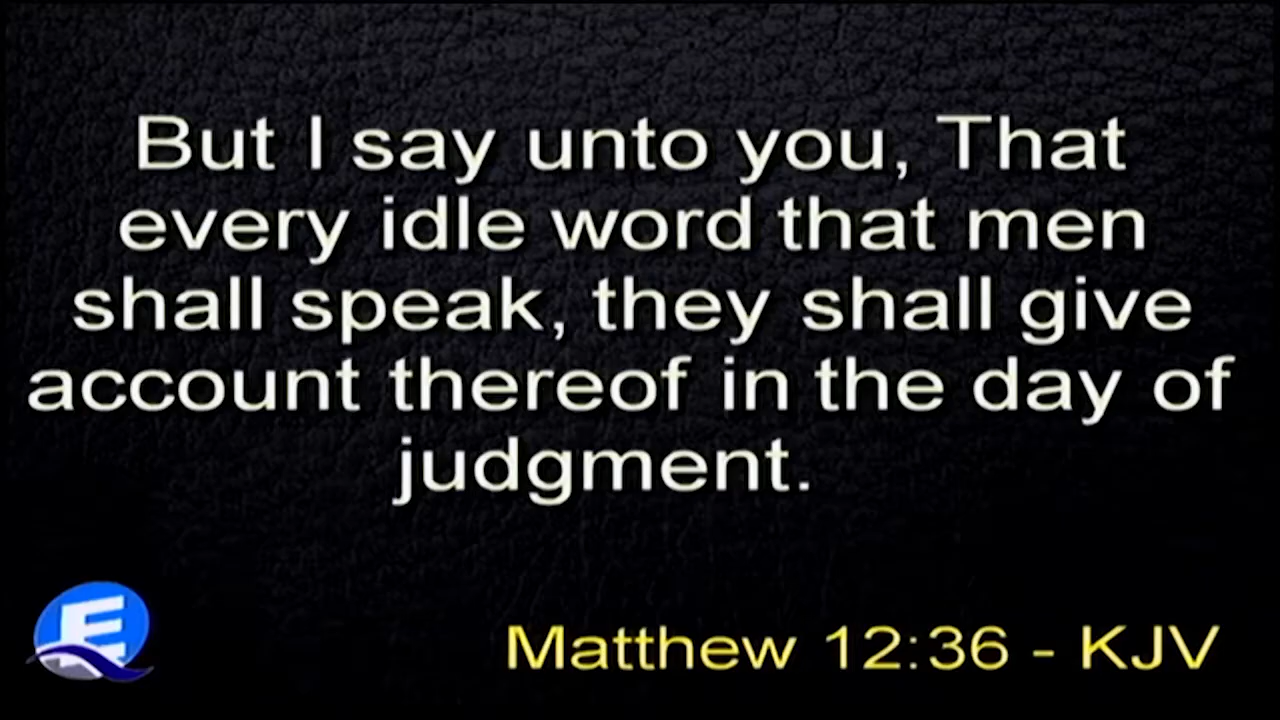 But I say unto you, That
every idle word that men
shall speak, they shall give
account thereof in the day of
judgment.
E
Matthew 12:36 - KJV